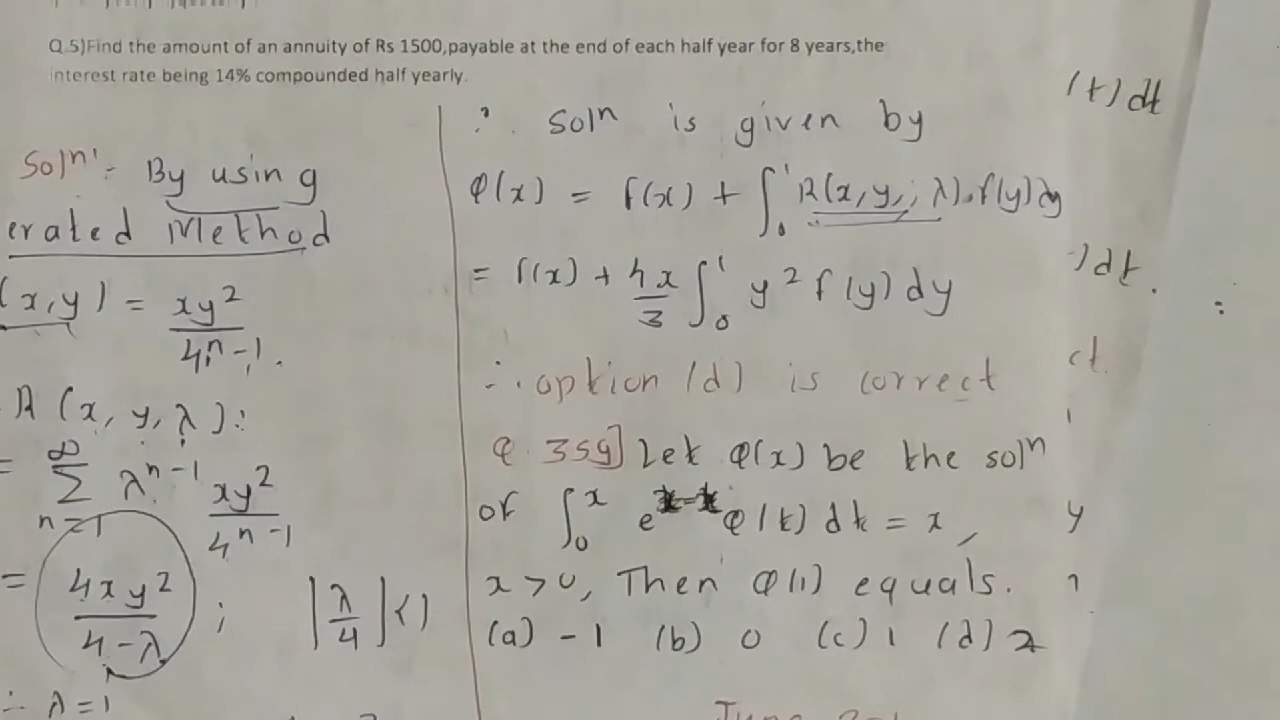 Q.5)Find the amount of an annuity of Rs 1500,payable at the end of each half year for 8 years,the
interest rate being 14% compounded half yearly.
Soln:- By using
erated Method
(x,y) = xy²/4ⁿ-1.
R(x, y, λ):
= ∑_{n=1}^{∞} λⁿ⁻¹ xy²/4ⁿ⁻¹
= 4xy²/4-λ ; |λ/4|<1
∴ λ=1
∴ Solⁿ is given by
φ(x) = f(x) + ∫₀¹ R(x,y,;λ).f(y)dy
= f(x) + 4x/3 ∫₀¹ y² f(y) dy
∴ option (d) is correct
Q. 359] Let φ(x) be the solⁿ
of ∫₀ˣ e φ(t) dt = x,
x>0, Then φ(1) equals.
(a) -1 (b) 0 (c) 1 (d) 2
(t)dt
)dt.
ct.
y